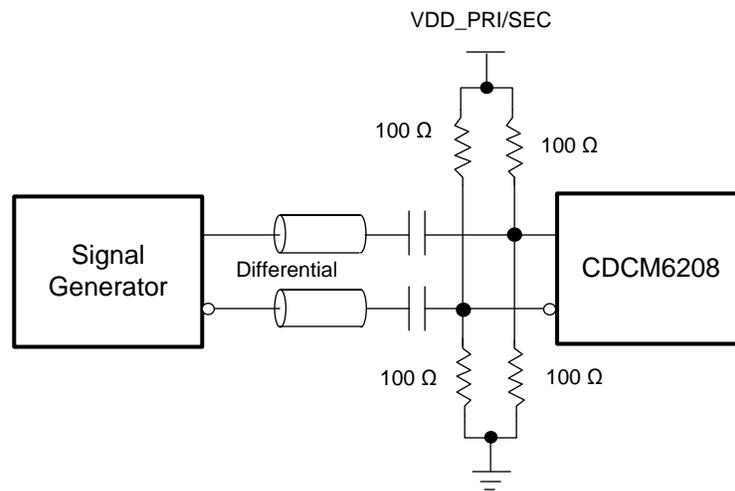 VDD_PRI/SEC
100 Ω
100 Ω
Signal
Generator
Differential
CDCM6208
100 Ω
100 Ω